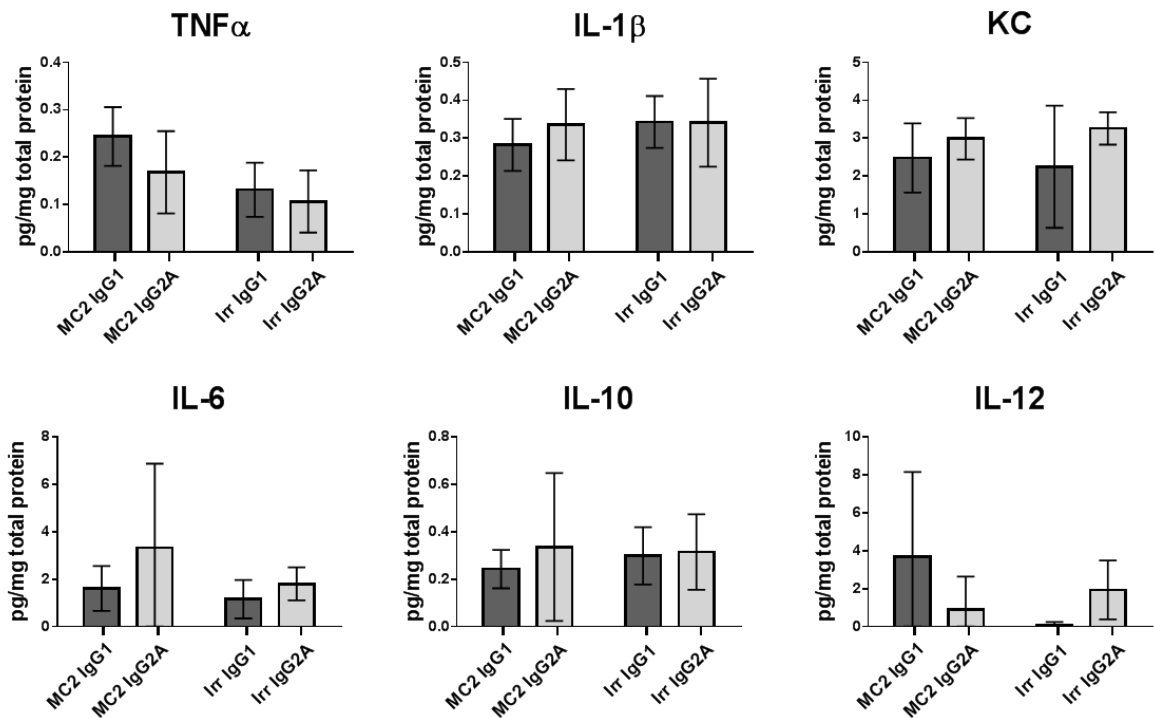 TNFα
pg/mg total protein
0.4
0.3
0.2
0.1
0.0
MC2 IgG1
MC2 IgG2A
Irr IgG1
Irr IgG2A
IL-1β
pg/mg total protein
0.5
0.4
0.3
0.2
0.1
0.0
MC2 IgG1
MC2 IgG2A
Irr IgG1
Irr IgG2A
KC
pg/mg total protein
5
4
3
2
1
0
MC2 IgG1
MC2 IgG2A
Irr IgG1
Irr IgG2A
IL-6
pg/mg total protein
8
6
4
2
0
MC2 IgG1
MC2 IgG2A
Irr IgG1
Irr IgG2A
IL-10
pg/mg total protein
0.8
0.6
0.4
0.2
0.0
MC2 IgG1
MC2 IgG2A
Irr IgG1
Irr IgG2A
IL-12
pg/mg total protein
10
8
6
4
2
0
MC2 IgG1
MC2 IgG2A
Irr IgG1
Irr IgG2A